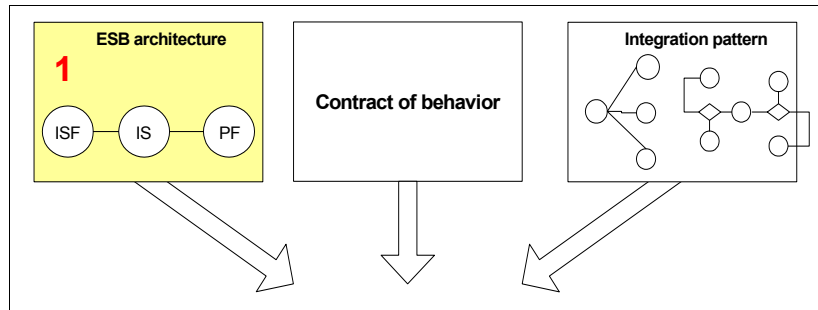 ESB architecture
1
ISF
IS
PF
Contract of behavior
Integration pattern